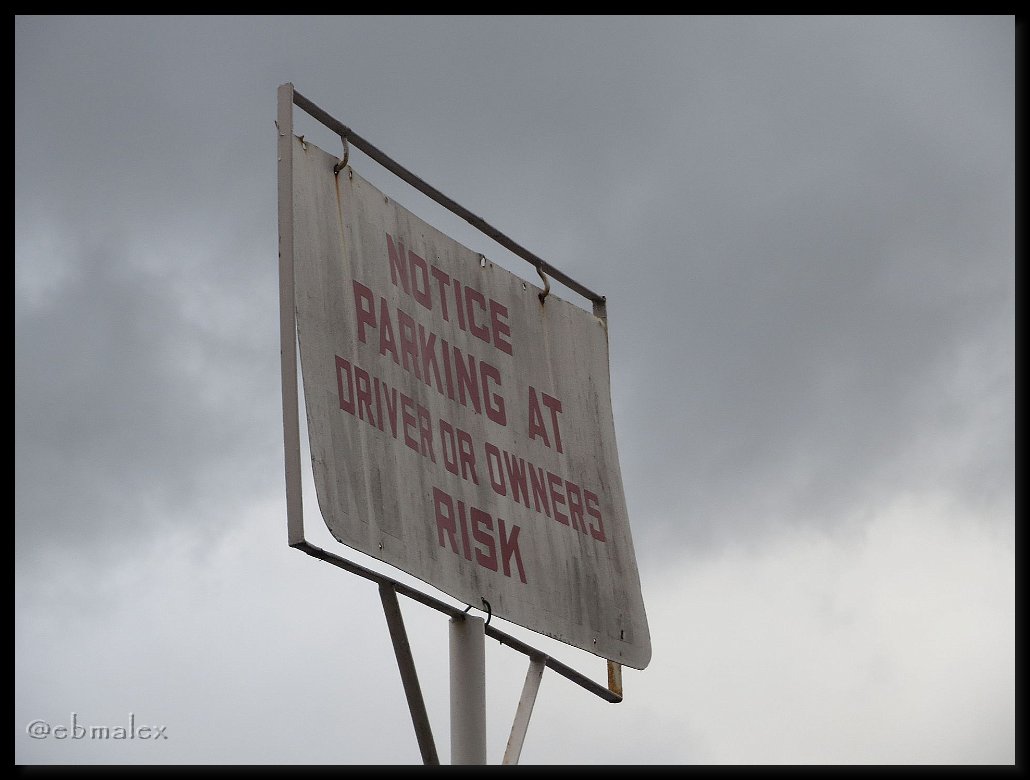 NOTICE
PARKING AT
DRIVER OR OWNERS
RISK
@ebmalex